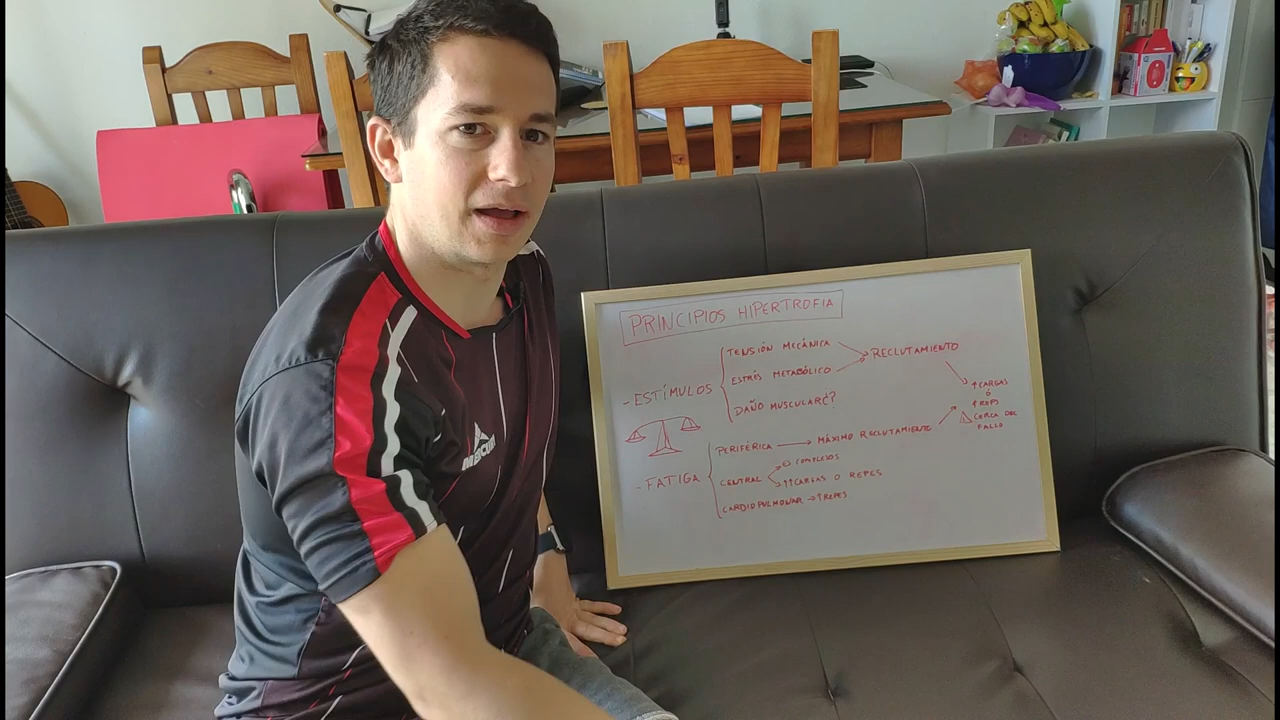 PRINCIPIOS HIPERTROFIA
- ESTÍMULOS
TENSIÓN MECÁNICA
ESTRÉS METABÓLICO
DAÑO MUSCULAR¿?
→ RECLUTAMIENTO
↑ CARGAS
Ó
↑ REPS
CERCA DEL
FALLO
- FATIGA
PERIFÉRICA → MÁXIMO RECLUTAMIENTO
CENTRAL
COMPLEJOS
↑↑ CARGAS O REPES
CARDIOPULMONAR → ↑ REPES
MERCURY